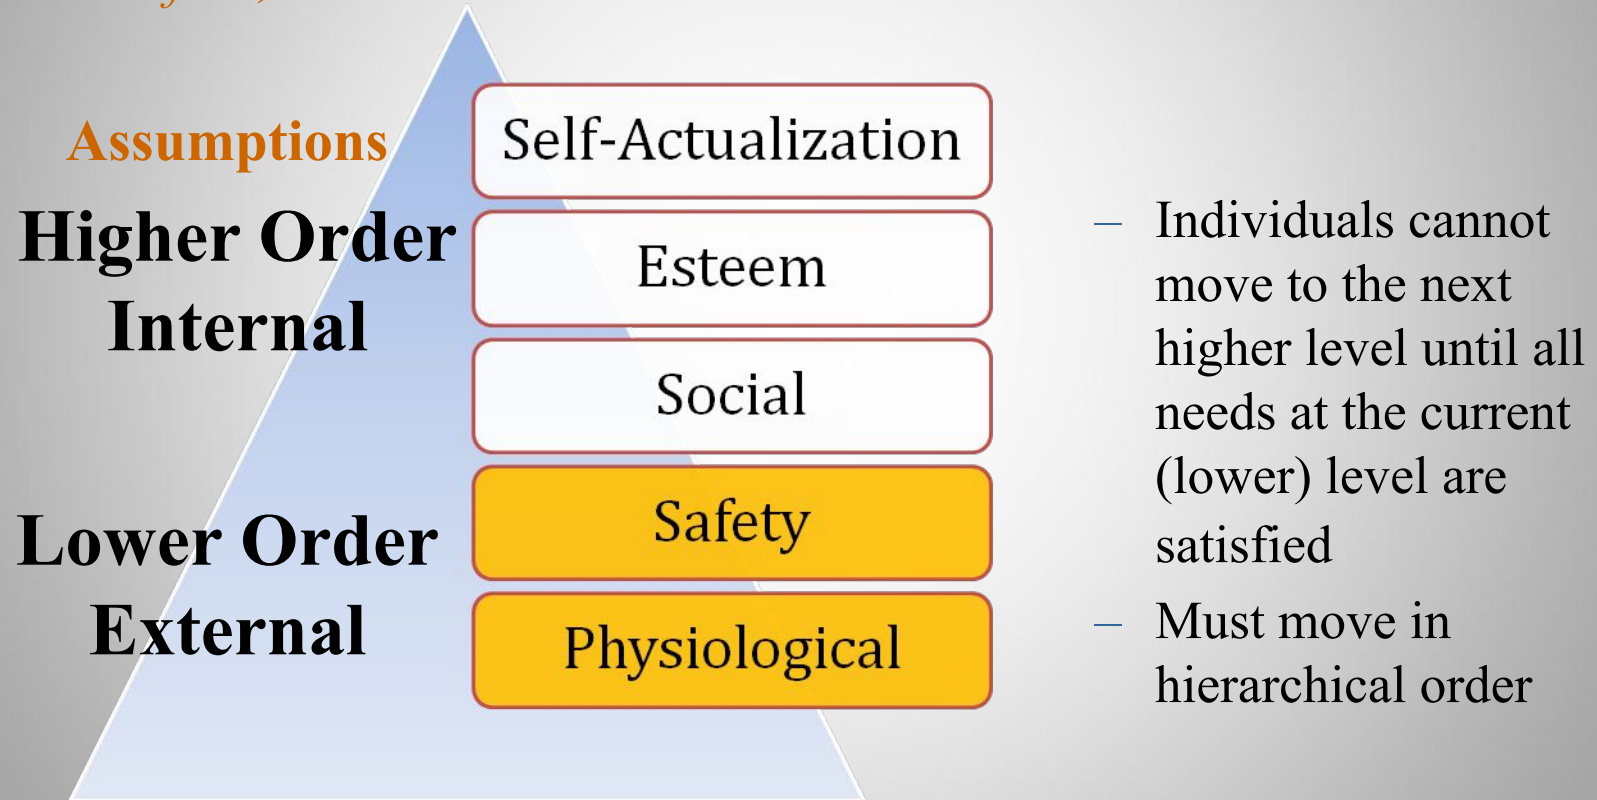 Assumptions
Higher Order
Internal
Lower Order
External
Self-Actualization
Esteem
Social
Safety
Physiological
– Individuals cannot
move to the next
higher level until all
needs at the current
(lower) level are
satisfied
– Must move in
hierarchical order